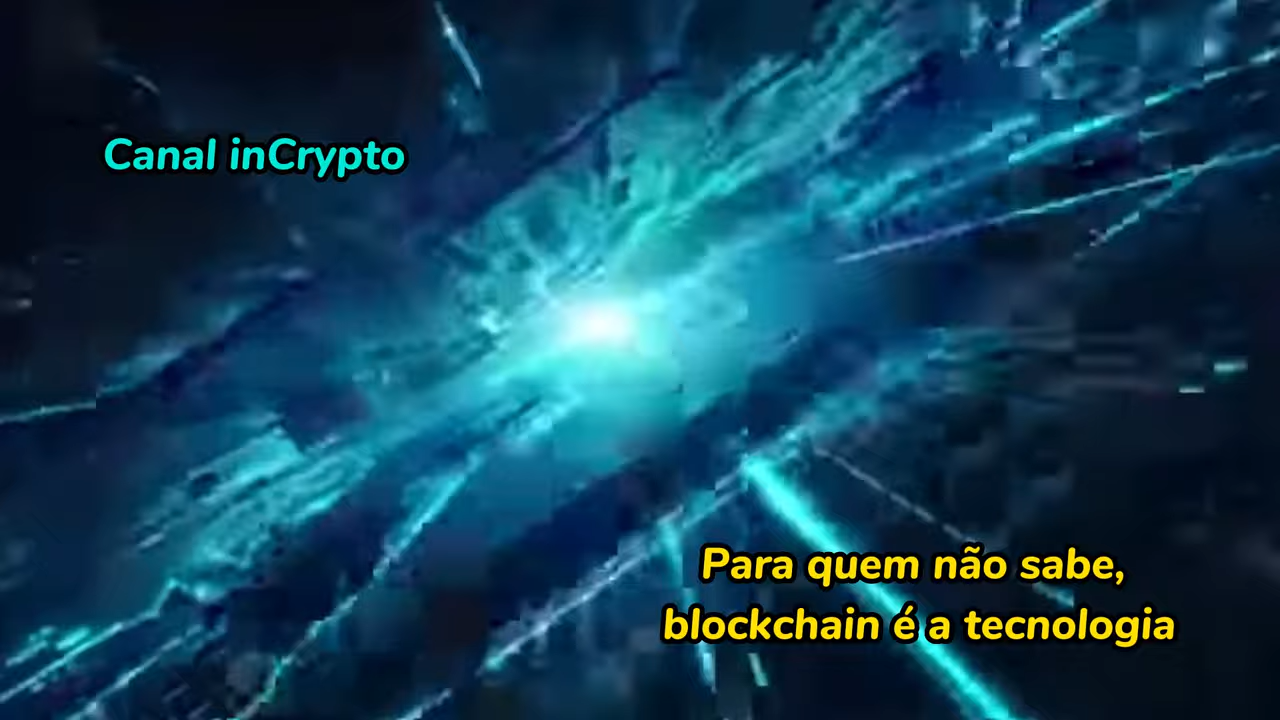 Canal inCrypto
Para quem não sabe,
blockchain é a tecnologia